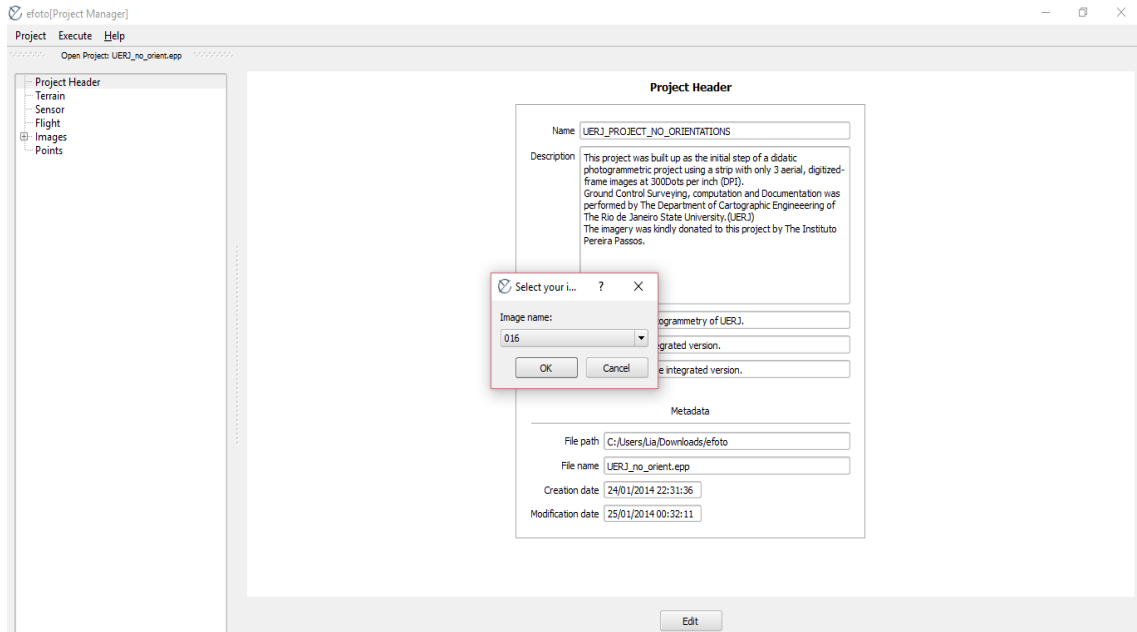 efoto[Project Manager]
Project Execute Help
Open Project: UERJ_no_orient.epp
Project Header
Terrain
Sensor
Flight
Images
Points
Project Header
Name UERJ_PROJECT_NO_ORIENTATIONS
Description This project was built up as the initial step of a didatic
photogrammetric project using a strip with only 3 aerial, digitized-
frame images at 300Dots per inch (DPI).
Ground Control Surveying, computation and Documentation was
performed by The Department of Cartographic Engineeering of
The Rio de Janeiro State University.(UERJ)
The imagery was kindly donated to this project by The Instituto
Pereira Passos.
Select your i... ?
Image name:
016
OK Cancel
ogrammetry of UERJ.
grated version.
e integrated version.
Metadata
File path C:/Users/Lia/Downloads/efoto
File name UERJ_no_orient.epp
Creation date 24/01/2014 22:31:36
Modification date 25/01/2014 00:32:11
Edit